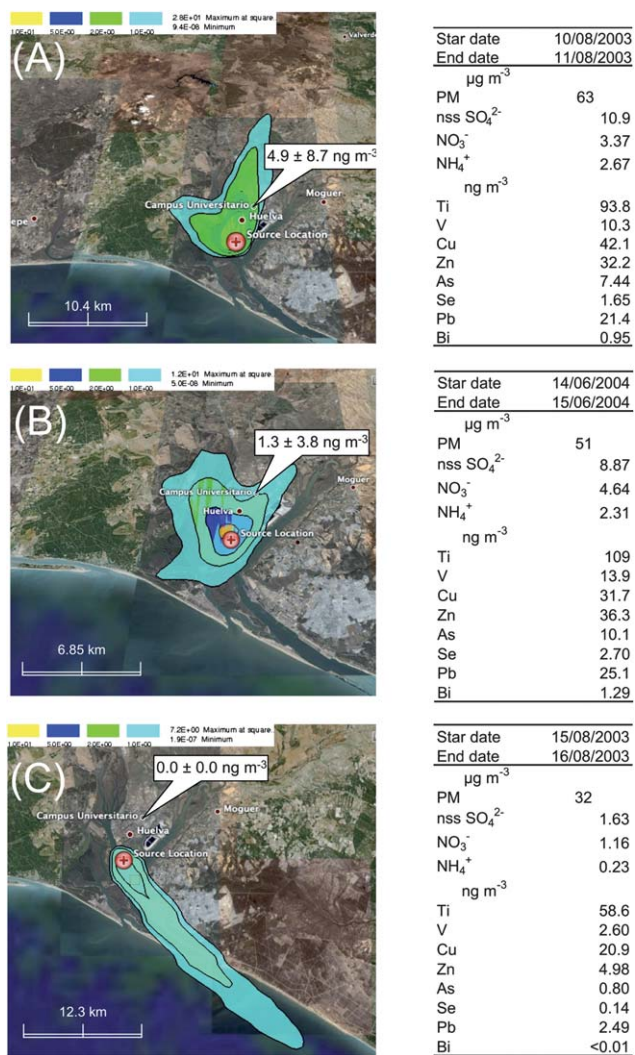 2.8E+01 Maximum at square.
9.4E-08 Minimum
1.0E+01 5.0E+00 2.0E+00 1.0E+00
(A)
Valverde
4.9 ± 8.7 ng m⁻³
Campus Universitario
Moguer
Huelva
epe
Source Location
10.4 km
Star date 10/08/2003
End date 11/08/2003
µg m⁻³
PM 63
nss SO₄²⁻ 10.9
NO₃⁻ 3.37
NH₄⁺ 2.67
ng m⁻³
Ti 93.8
V 10.3
Cu 42.1
Zn 32.2
As 7.44
Se 1.65
Pb 21.4
Bi 0.95
1.2E+01 Maximum at square.
5.0E-08 Minimum
1.0E+01 5.0E+00 2.0E+00 1.0E+00
(B)
1.3 ± 3.8 ng m⁻³
Campus Universitario
Moguer
Huelva
Source Location
6.85 km
Star date 14/06/2004
End date 15/06/2004
µg m⁻³
PM 51
nss SO₄²⁻ 8.87
NO₃⁻ 4.64
NH₄⁺ 2.31
ng m⁻³
Ti 109
V 13.9
Cu 31.7
Zn 36.3
As 10.1
Se 2.70
Pb 25.1
Bi 1.29
7.2E+00 Maximum at square.
1.9E-07 Minimum
1.0E+01 5.0E+00 2.0E+00 1.0E+00
(C)
0.0 ± 0.0 ng m⁻³
Campus Universitario
Moguer
Huelva
Source Location
12.3 km
Star date 15/08/2003
End date 16/08/2003
µg m⁻³
PM 32
nss SO₄²⁻ 1.63
NO₃⁻ 1.16
NH₄⁺ 0.23
ng m⁻³
Ti 58.6
V 2.60
Cu 20.9
Zn 4.98
As 0.80
Se 0.14
Pb 2.49
Bi <0.01